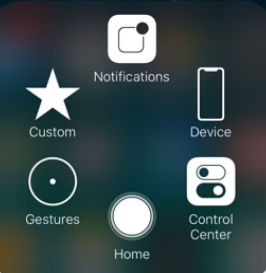 Notifications
Custom
Device
Gestures
Control
Center
Home